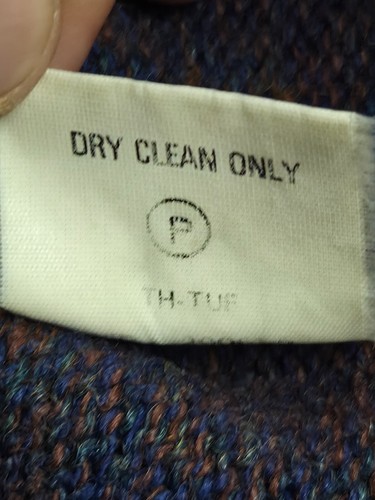 DRY CLEAN ONLY
P
TH-TUF